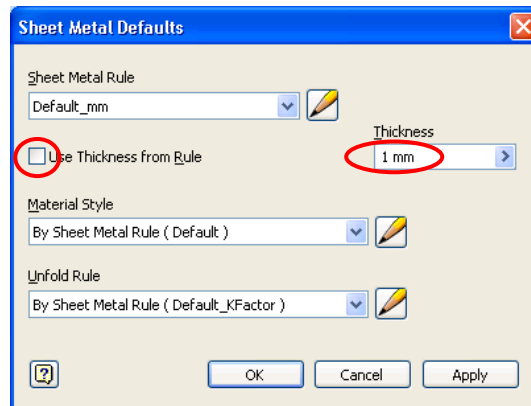 Sheet Metal Defaults
Sheet Metal Rule
Default_mm
Thickness
Use Thickness from Rule
1 mm
Material Style
By Sheet Metal Rule ( Default )
Unfold Rule
By Sheet Metal Rule ( Default_KFactor )
?
OK Cancel Apply